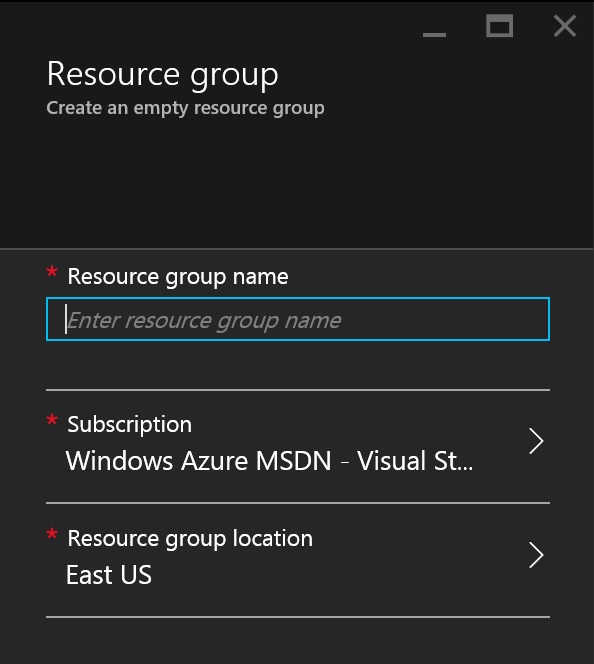 Resource group
Create an empty resource group
* Resource group name
Enter resource group name
* Subscription
Windows Azure MSDN - Visual St...
* Resource group location
East US